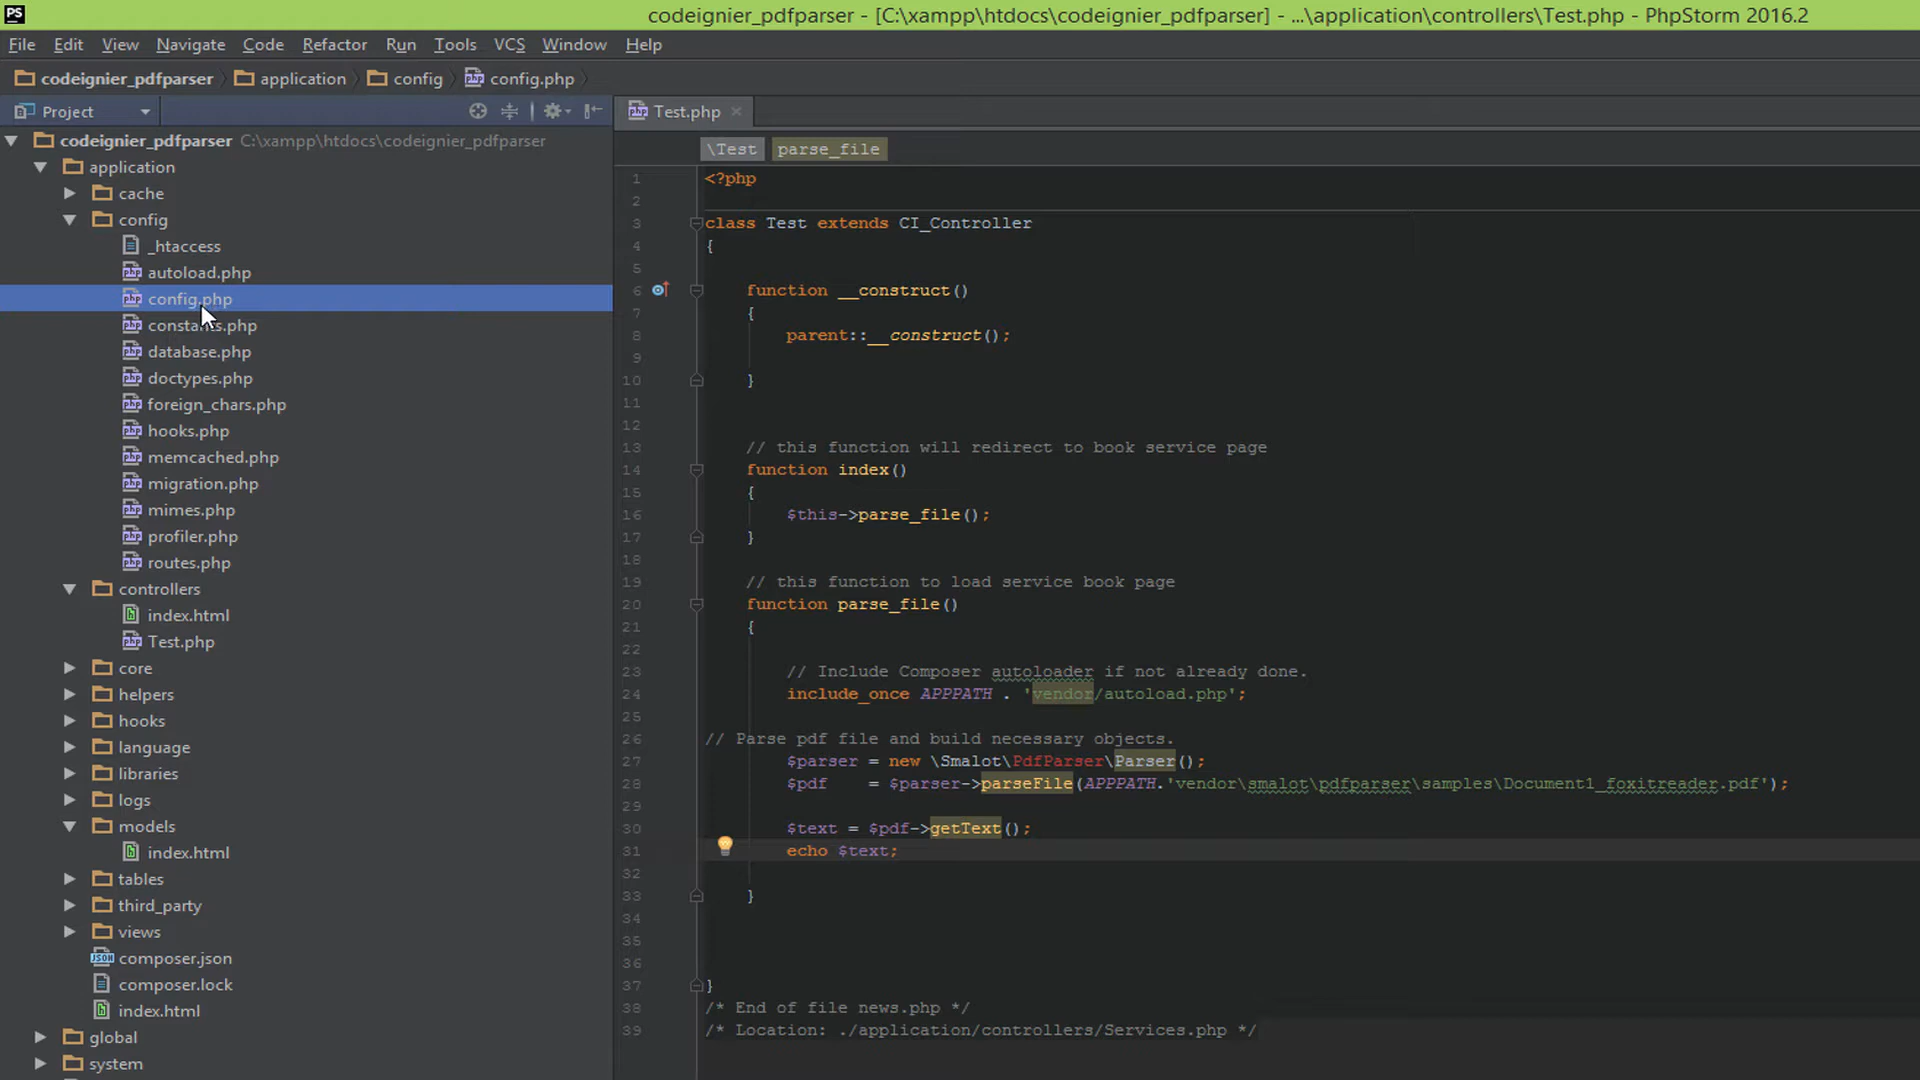 PS
codeignier_pdfparser - [C:\xampp\htdocs\codeignier_pdfparser] - ...\application\controllers\Test.php - PhpStorm 2016.2
File Edit View Navigate Code Refactor Run Tools VCS Window Help
codeignier_pdfparser application config config.php
Project
codeignier_pdfparser C:\xampp\htdocs\codeignier_pdfparser
application
cache
config
_htaccess
autoload.php
config.php
constants.php
database.php
doctypes.php
foreign_chars.php
hooks.php
memcached.php
migration.php
mimes.php
profiler.php
routes.php
controllers
index.html
Test.php
core
helpers
hooks
language
libraries
logs
models
index.html
tables
third_party
views
composer.json
composer.lock
index.html
global
system
Test.php
\Test parse_file
1 <?php
2
3 class Test extends CI_Controller
4 {
5
6 function __construct()
7 {
8 parent::__construct();
9
10 }
11
12
13 // this function will redirect to book service page
14 function index()
15 {
16 $this->parse_file();
17 }
18
19 // this function to load service book page
20 function parse_file()
21 {
22
23 // Include Composer autoloader if not already done.
24 include_once APPPATH . 'vendor/autoload.php';
25
26 // Parse pdf file and build necessary objects.
27 $parser = new \Smalot\PdfParser\Parser();
28 $pdf = $parser->parseFile(APPPATH.'vendor\smalot\pdfparser\samples\Document1_foxitreader.pdf');
29
30 $text = $pdf->getText();
31 echo $text;
32
33 }
34
35
36
37 }
38 /* End of file news.php */
39 /* Location: ./application/controllers/Services.php */